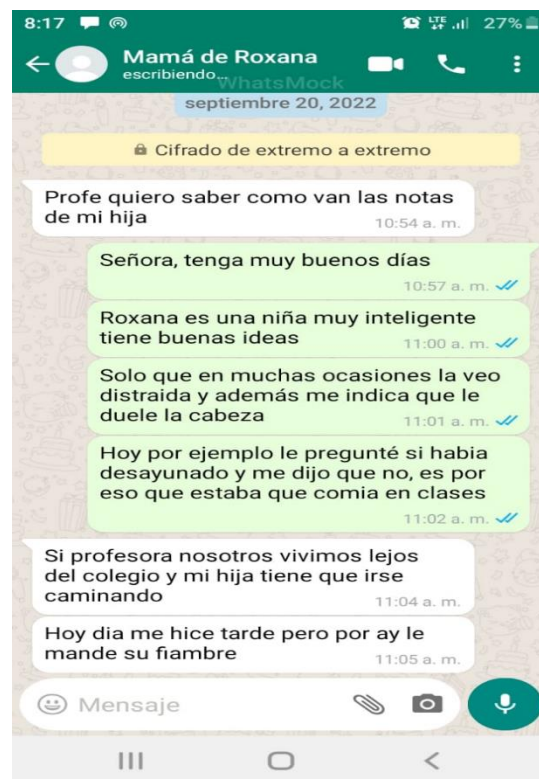 8:17 27%
Mamá de Roxana
escribiendo...
WhatsMock
septiembre 20, 2022
Cifrado de extremo a extremo
Profe quiero saber como van las notas
de mi hija
10:54 a. m.
Señora, tenga muy buenos días
10:57 a. m.
Roxana es una niña muy inteligente
tiene buenas ideas
11:00 a. m.
Solo que en muchas ocasiones la veo
distraida y además me indica que le
duele la cabeza
11:01 a. m.
Hoy por ejemplo le pregunté si habia
desayunado y me dijo que no, es por
eso que estaba que comia en clases
11:02 a. m.
Si profesora nosotros vivimos lejos
del colegio y mi hija tiene que irse
caminando
11:04 a. m.
Hoy dia me hice tarde pero por ay le
mande su fiambre
11:05 a. m.
Mensaje